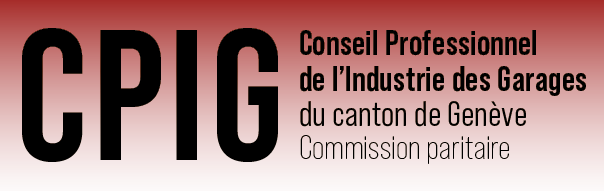 CPIG
Conseil Professionnel
de l'Industrie des Garages
du canton de Genève
Commission paritaire